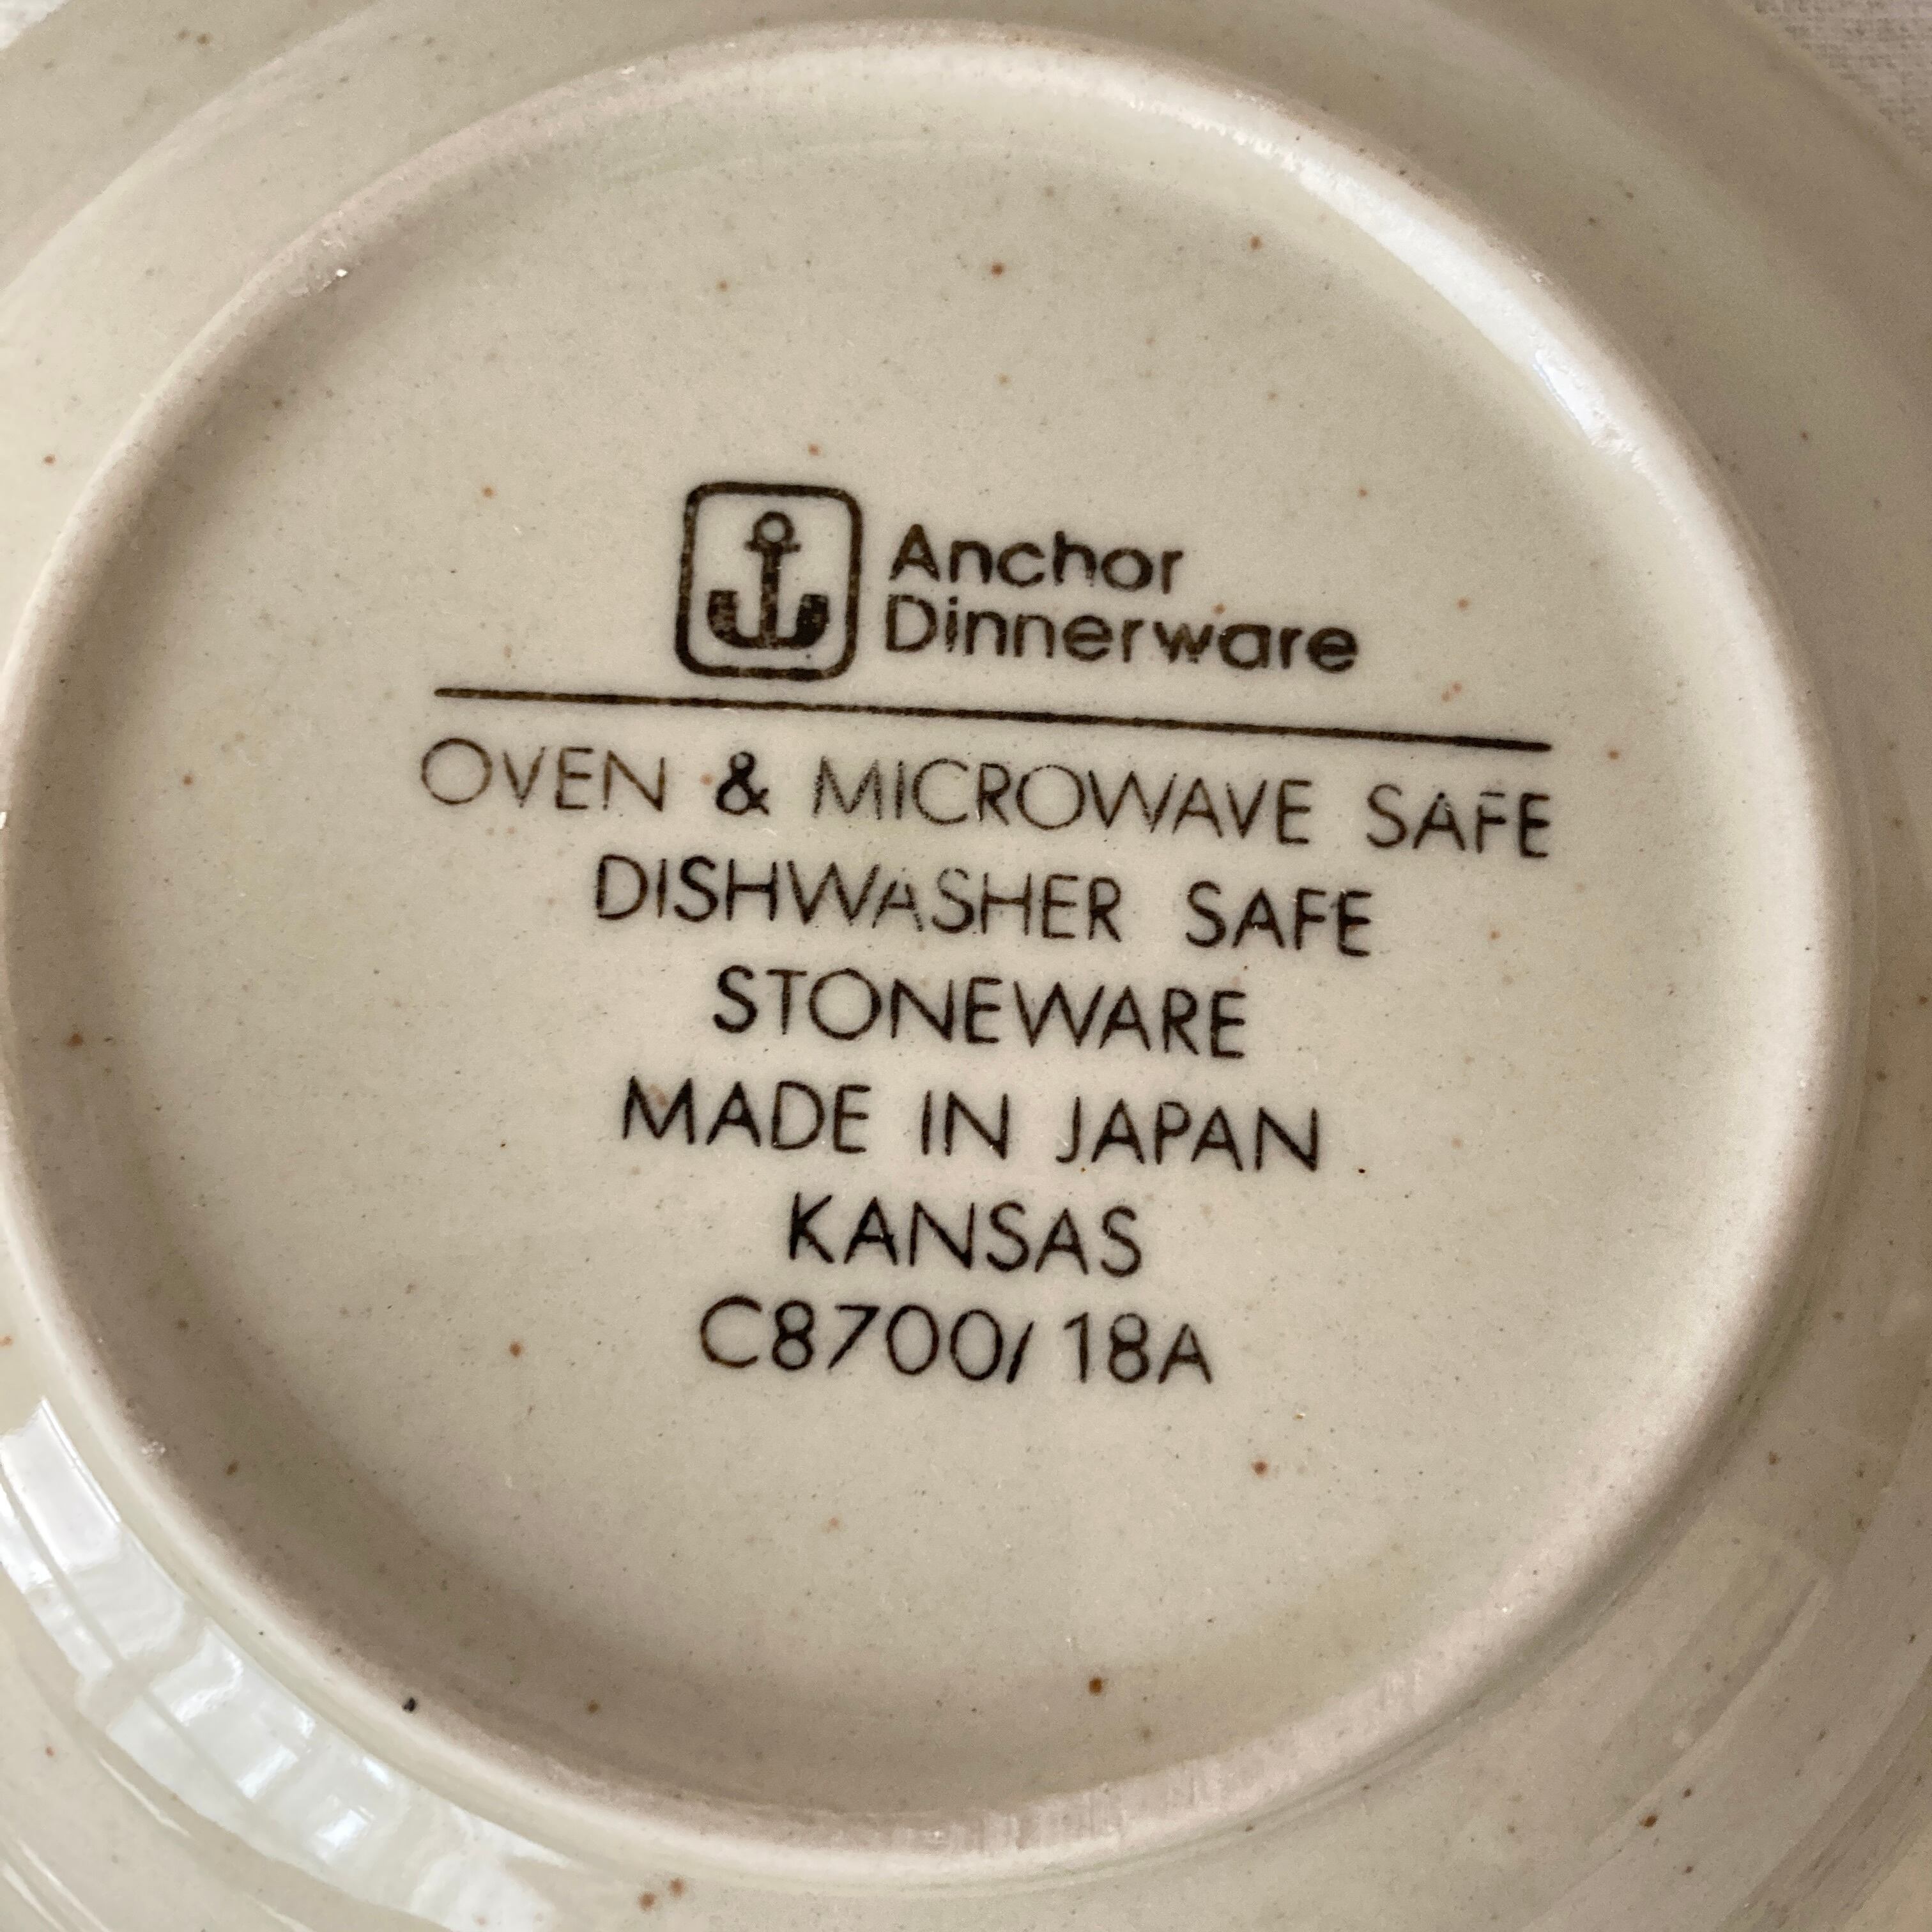 Anchor
Dinnerware
OVEN & MICROWAVE SAFE
DISHWASHER SAFE
STONEWARE
MADE IN JAPAN
KANSAS
C8700/18A